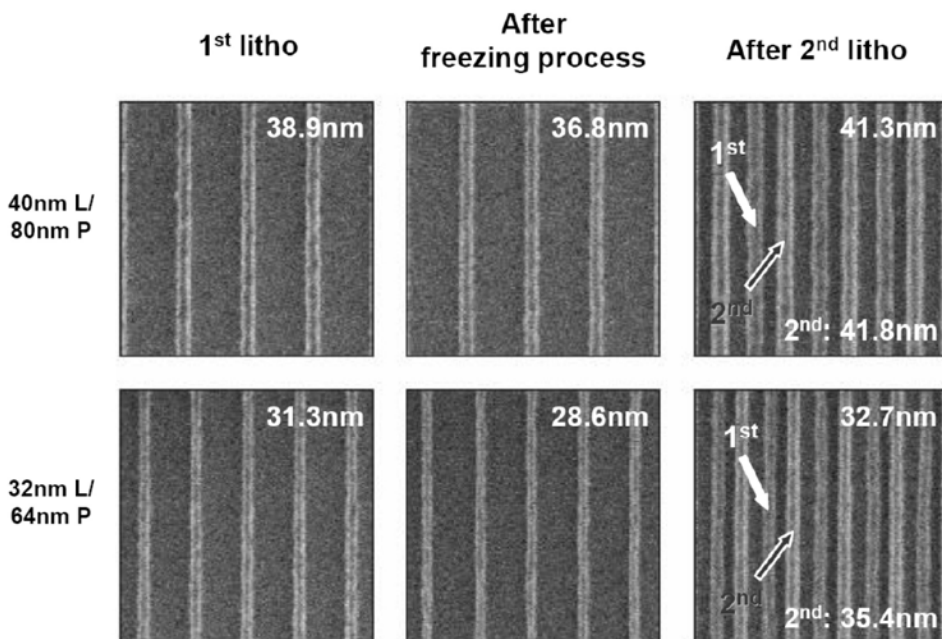 1st litho
After
freezing process
After 2nd litho
40nm L/
80nm P
38.9nm
36.8nm
41.3nm
1st
2nd
2nd: 41.8nm
32nm L/
64nm P
31.3nm
28.6nm
32.7nm
1st
2nd
2nd: 35.4nm